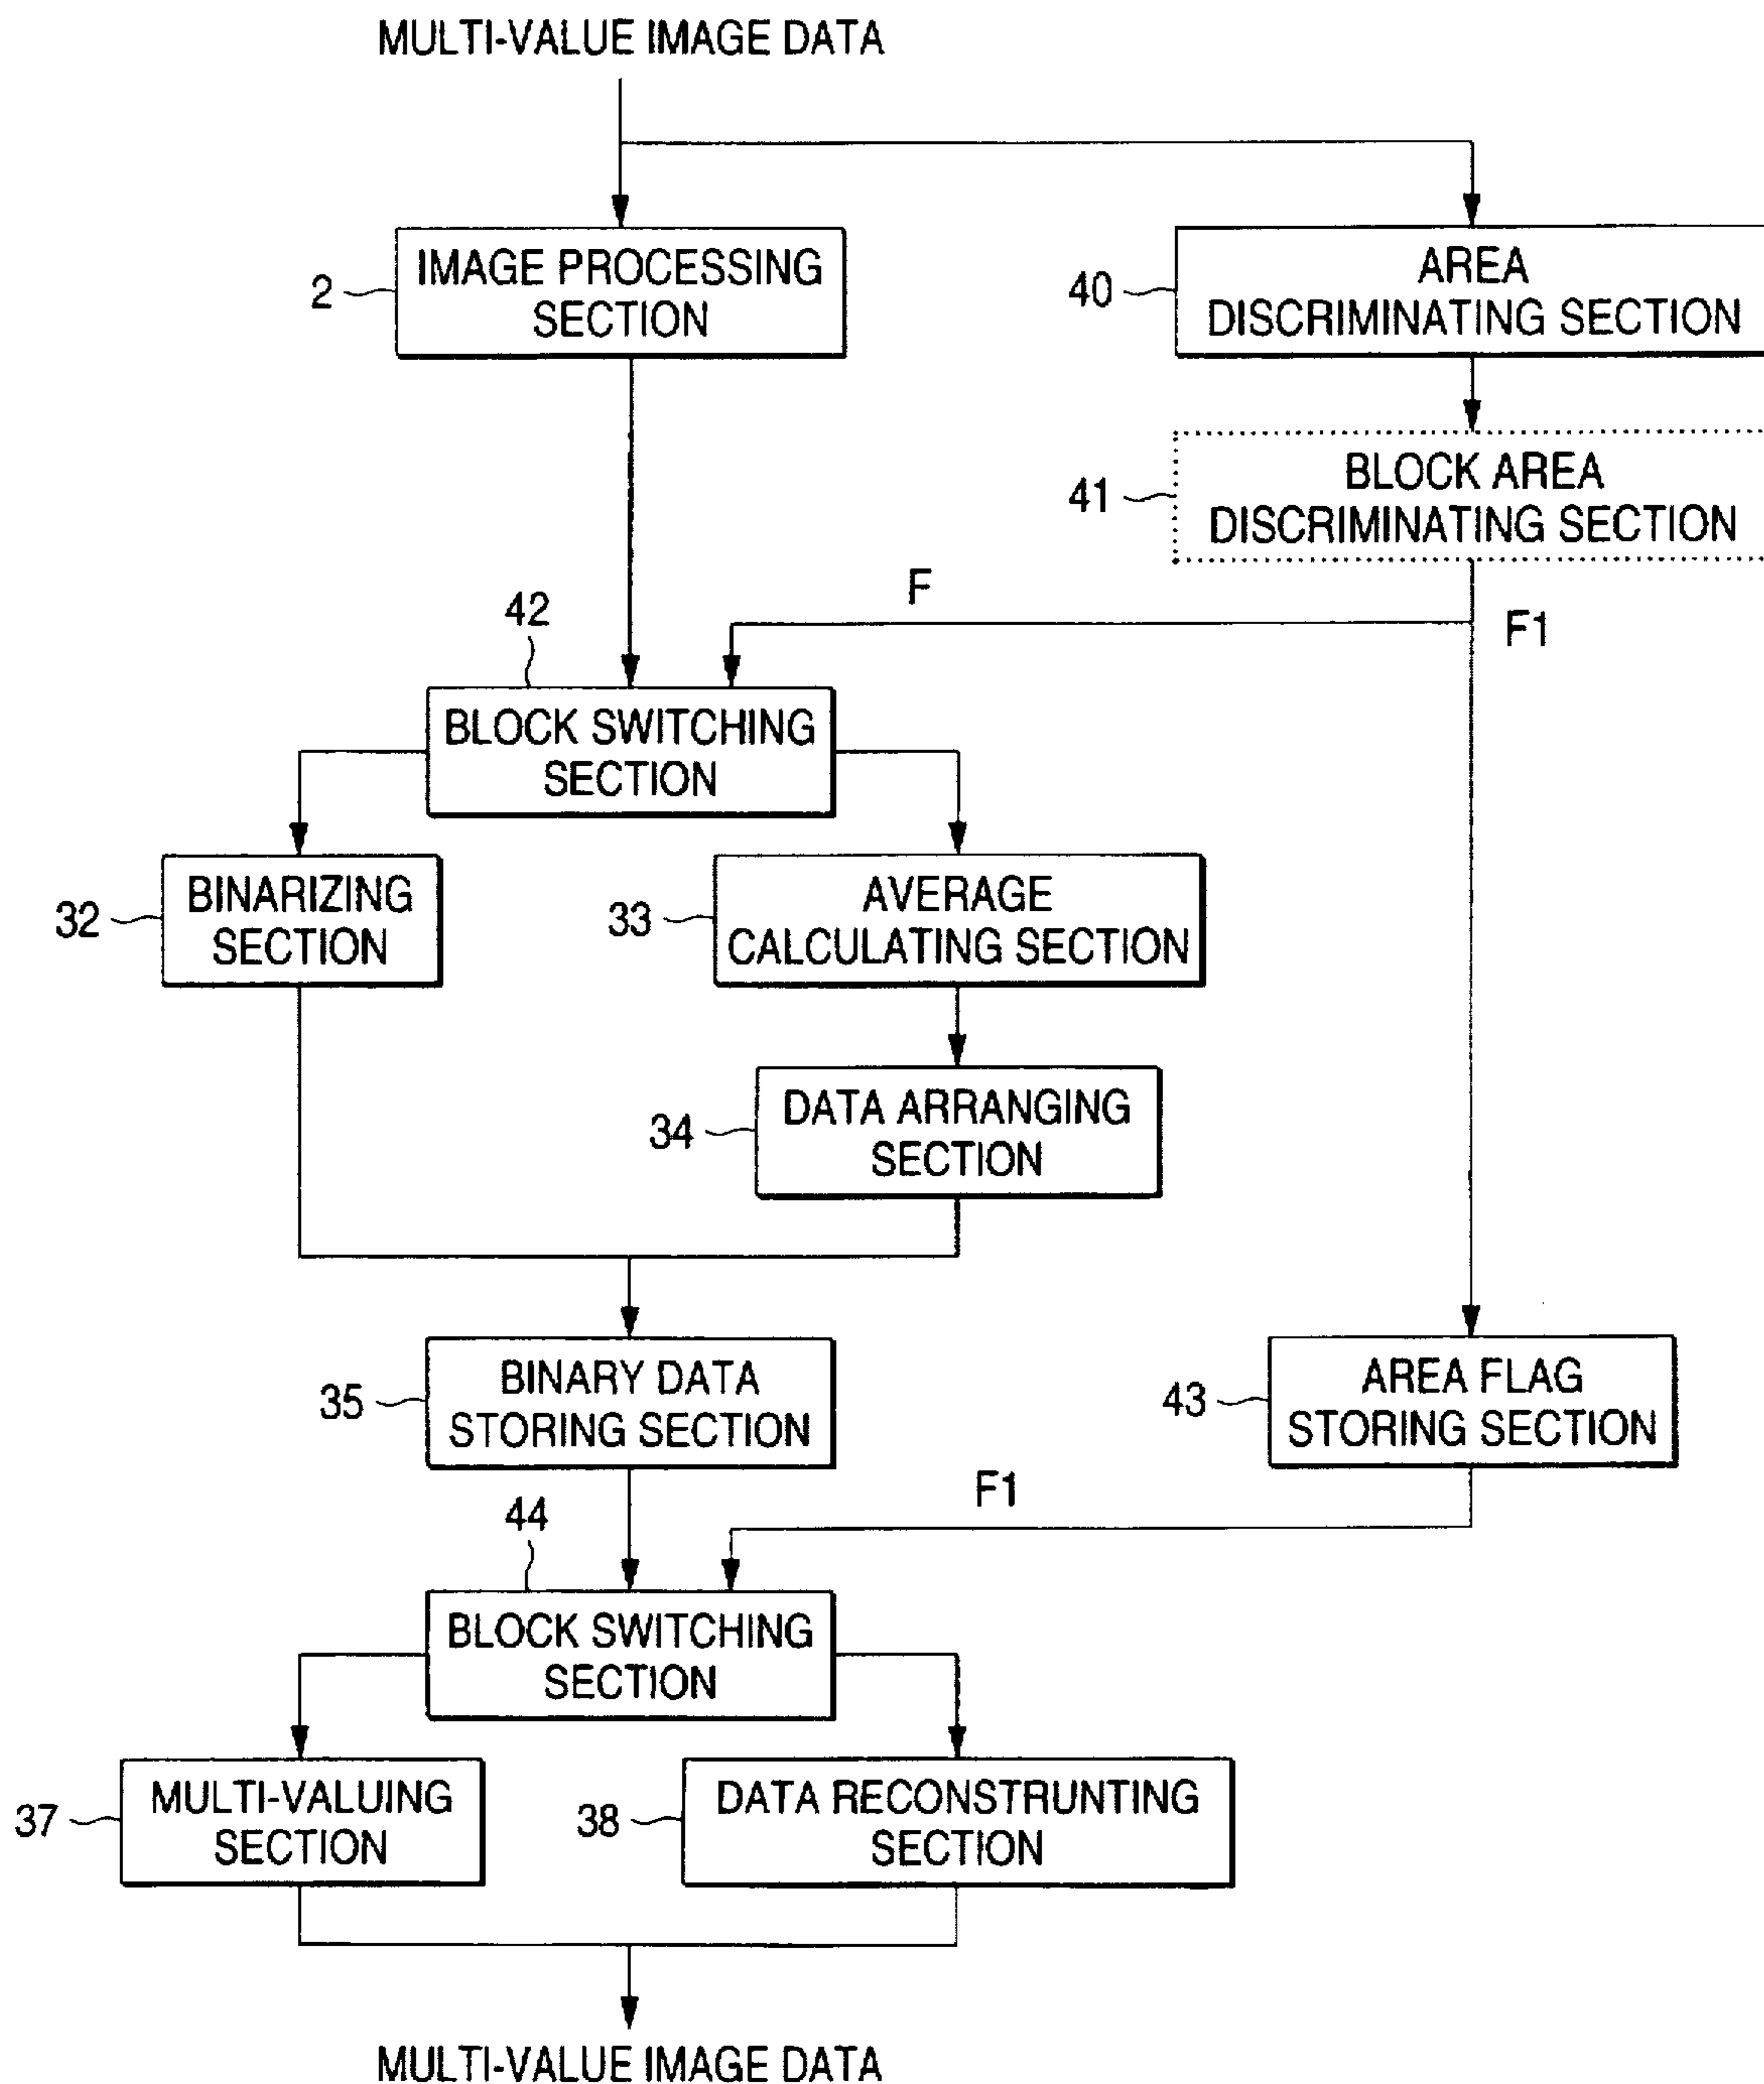 MULTI-VALUE IMAGE DATA
2
IMAGE PROCESSING
SECTION
40
AREA
DISCRIMINATING SECTION
41
BLOCK AREA
DISCRIMINATING SECTION
F
F1
42
BLOCK SWITCHING
SECTION
32
BINARIZING
SECTION
33
AVERAGE
CALCULATING SECTION
34
DATA ARRANGING
SECTION
35
BINARY DATA
STORING SECTION
43
AREA FLAG
STORING SECTION
F1
44
BLOCK SWITCHING
SECTION
37
MULTI-VALUING
SECTION
38
DATA RECONSTRUNTING
SECTION
MULTI-VALUE IMAGE DATA